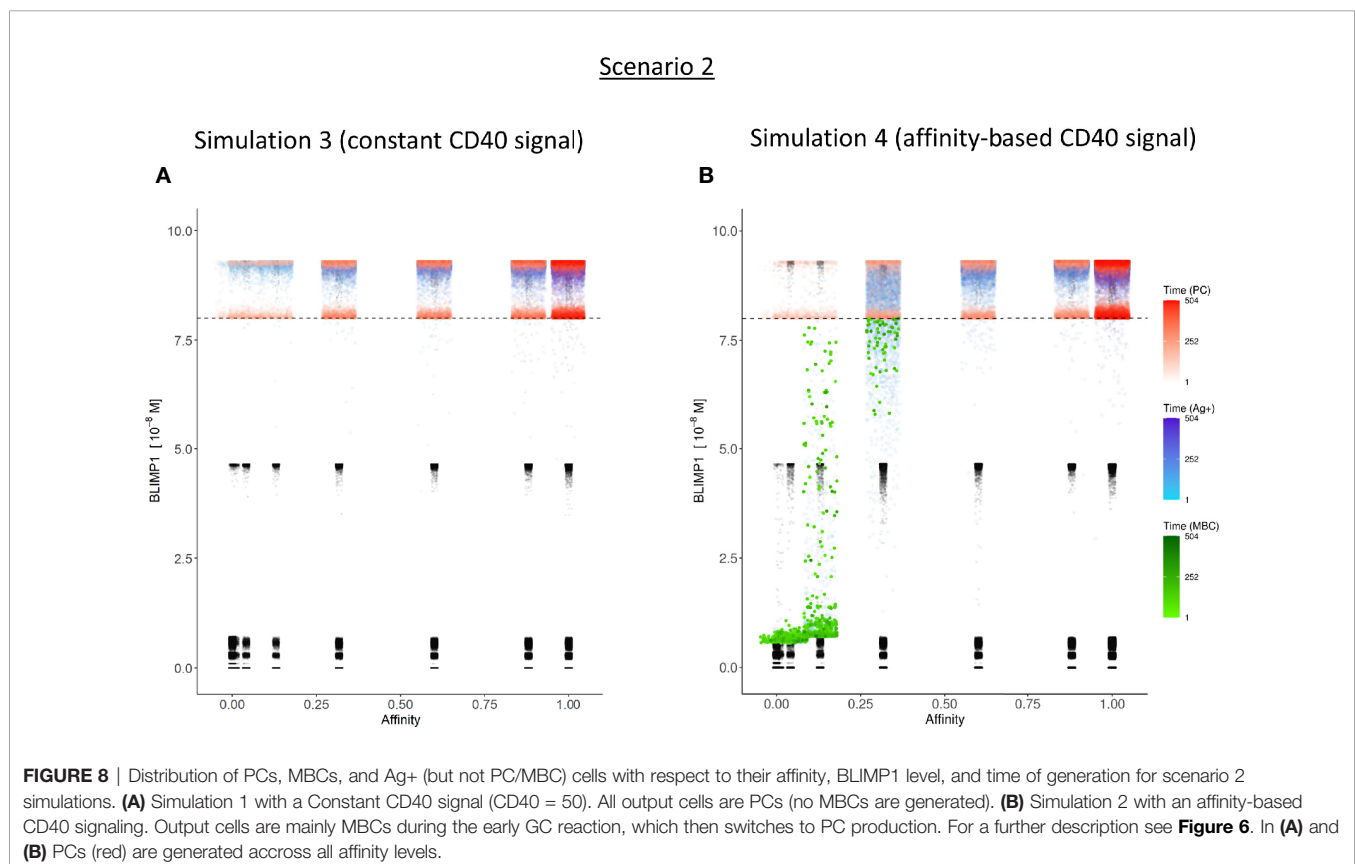 Scenario 2
Simulation 3 (constant CD40 signal)
Simulation 4 (affinity-based CD40 signal)
A
B
10.0
7.5
5.0
2.5
0.0
BLIMP1 [ 10⁻⁸ M]
0.00
0.25
0.50
0.75
1.00
Affinity
10.0
7.5
5.0
2.5
0.0
BLIMP1 [ 10⁻⁸ M]
0.00
0.25
0.50
0.75
1.00
Affinity
Time (PC)
504
252
1
Time (Ag+)
504
252
1
Time (MBC)
504
252
1
FIGURE 8 | Distribution of PCs, MBCs, and Ag+ (but not PC/MBC) cells with respect to their affinity, BLIMP1 level, and time of generation for scenario 2
simulations. (A) Simulation 1 with a Constant CD40 signal (CD40 = 50). All output cells are PCs (no MBCs are generated). (B) Simulation 2 with an affinity-based
CD40 signaling. Output cells are mainly MBCs during the early GC reaction, which then switches to PC production. For a further description see Figure 6. In (A) and
(B) PCs (red) are generated accross all affinity levels.